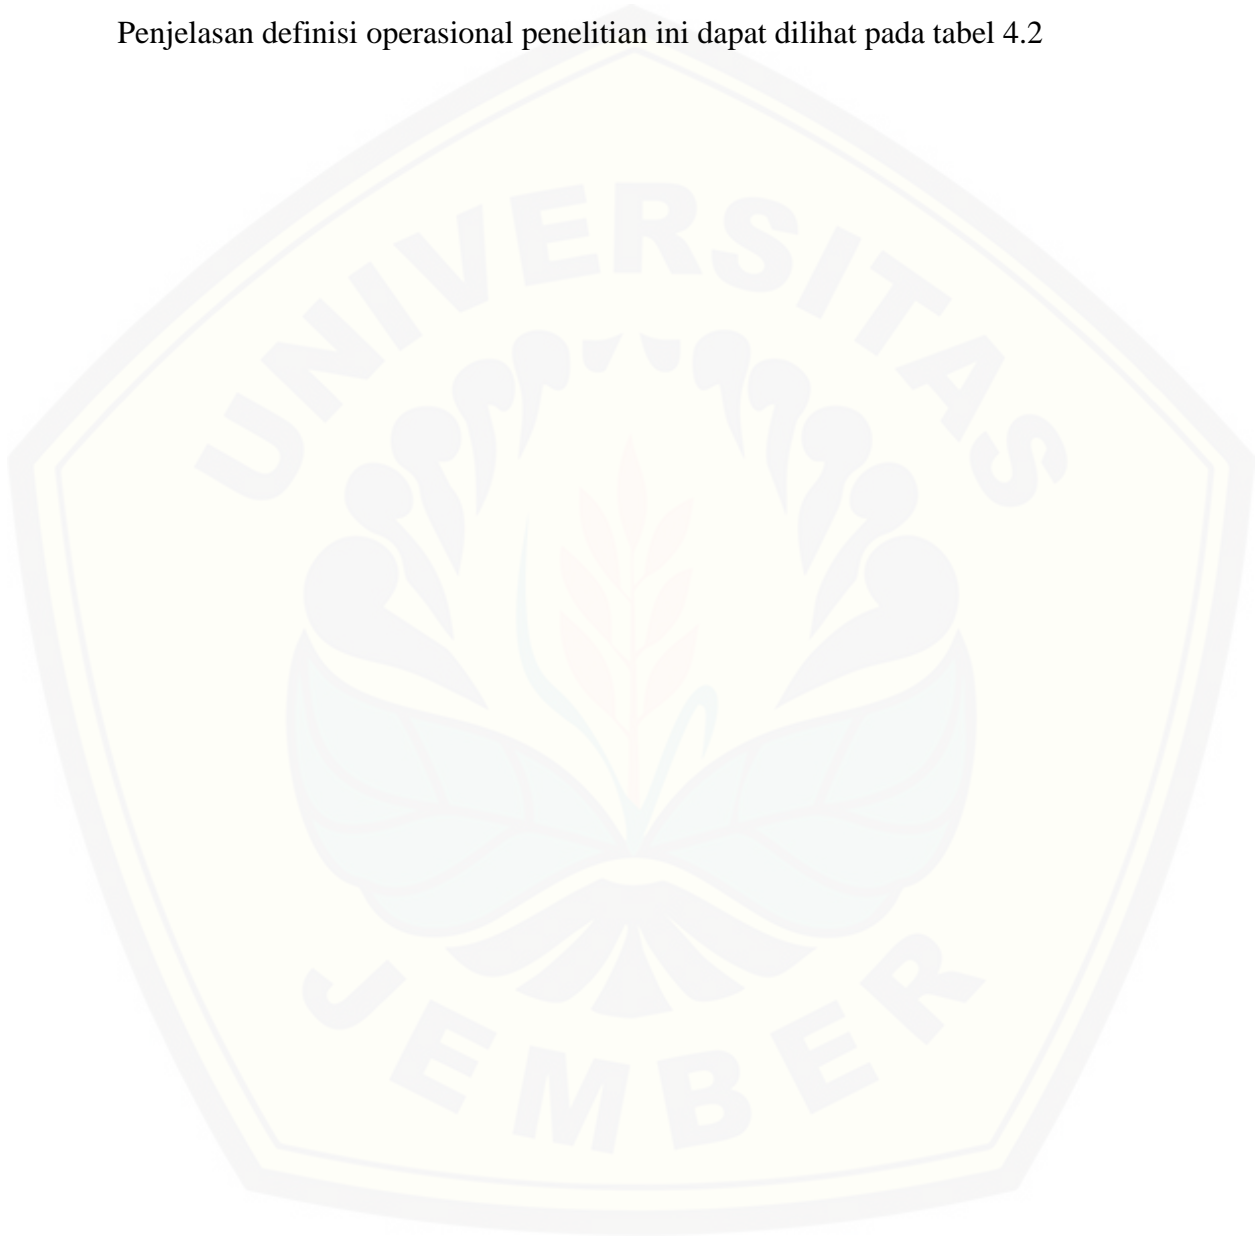 Penjelasan definisi operasional penelitian ini dapat dilihat pada tabel 4.2
UNIVERSITAS
JEMBER